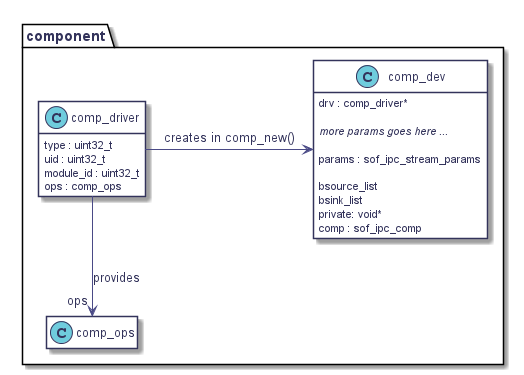 component
C comp_driver
type : uint32_t
uid : uint32_t
module_id : uint32_t
ops : comp_ops
creates in comp_new()
C comp_dev
drv : comp_driver*
more params goes here ...
params : sof_ipc_stream_params
bsource_list
bsink_list
private: void*
comp : sof_ipc_comp
provides
ops
C comp_ops